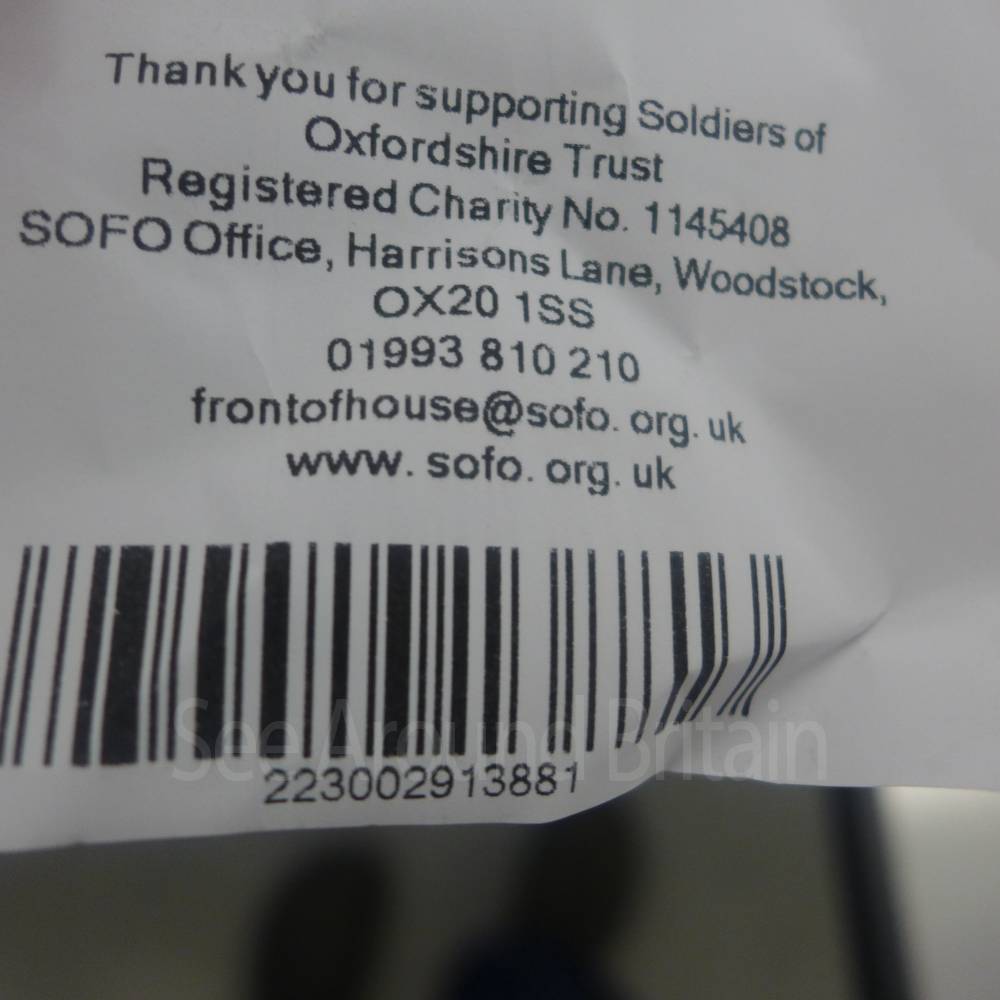 Thank you for supporting Soldiers of
Oxfordshire Trust
Registered Charity No. 1145408
SOFO Office, Harrisons Lane, Woodstock,
OX20 1SS
01993 810 210
frontofhouse@sofo. org. uk
www. sofo. org. uk
See Around Britain
223002913881